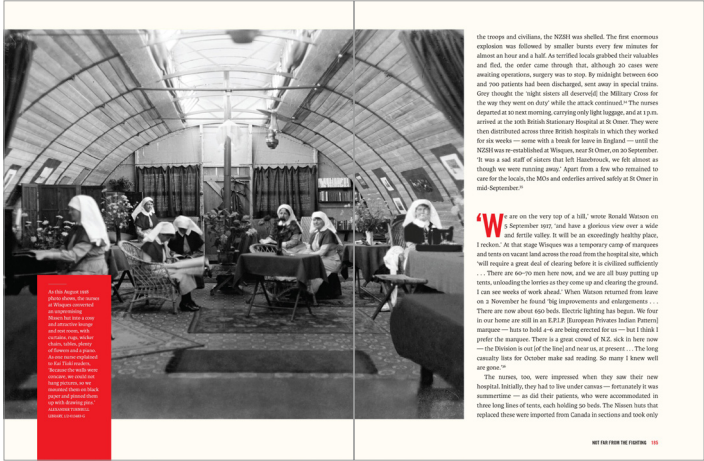 As this August 1918
photo shows, the nurses
at Wisques converted
an unpromising
Nissen hut into a cosy
and attractive lounge
and rest room, with
curtains, rugs, wicker
chairs, tables, plenty
of flowers and a piano.
As one nurse explained
to Kai Tiaki readers,
'Because the walls were
concave, we could not
hang pictures, so we
mounted them on black
paper and pinned them
up with drawing pins.'
ALEXANDER TURNBULL
LIBRARY,
the troops and civilians, the NZSH was shelled. The first enormous
explosion was followed by smaller bursts every few minutes for
almost an hour and a half. As terrified locals grabbed their valuables
and fled, the order came through that, although 20 cases were
awaiting operations, surgery was to stop. By midnight between 600
and 700 patients had been discharged, sent away in special trains.
Grey thought the 'night sisters all deserve[d] the Military Cross for
the way they went on duty' while the attack continued. The nurses
departed at 10 next morning, carrying only light luggage, and at 1 p.m.
arrived at the 10th British Stationary Hospital at St Omer. They were
then distributed across three British hospitals in which they worked
for six weeks — some with a break for leave in England — until the
NZSH was re-established at Wisques, near St Omer, on 20 September.
'It was a sad staff of sisters that left Hazebrouck, we felt almost as
though we were running away.' Apart from a few who remained to
care for the locals, the MOs and orderlies arrived safely at St Omer in
mid-September.
'We are on the very top of a hill,' wrote Ronald Watson on
5 September 1917, 'and have a glorious view over a wide
and fertile valley. It will be an exceedingly healthy place,
I reckon.' At that stage Wisques was a temporary camp of marquees
and tents on vacant land across the road from the hospital site, which
'will require a great deal of clearing before it is civilized sufficiently
. . . There are 60–70 men here now, and we are all busy putting up
tents, unloading the lorries as they come up and clearing the ground.
I can see weeks of work ahead.' When Watson returned from leave
on 2 November he found 'big improvements and enlargements . . .
There are now about 650 beds. Electric lighting has begun. We four
in our home are still in an E.P.I.P. [European Privates Indian Pattern]
marquee — huts to hold 4–6 are being erected for us — but I think I
prefer the marquee. There is a great crowd of N.Z. sick in here now
— the Division is out [of the line] and near us, at present . . . The long
casualty lists for October make sad reading. So many I knew well
are gone.'
The nurses, too, were impressed when they saw their new
hospital. Initially, they had to live under canvas — fortunately it was
summertime — as did their patients, who were accommodated in
three long lines of tents, each holding 50 beds. The Nissen huts that
replaced these were imported from Canada in sections and took only
NOT FAR FROM THE FIGHTING